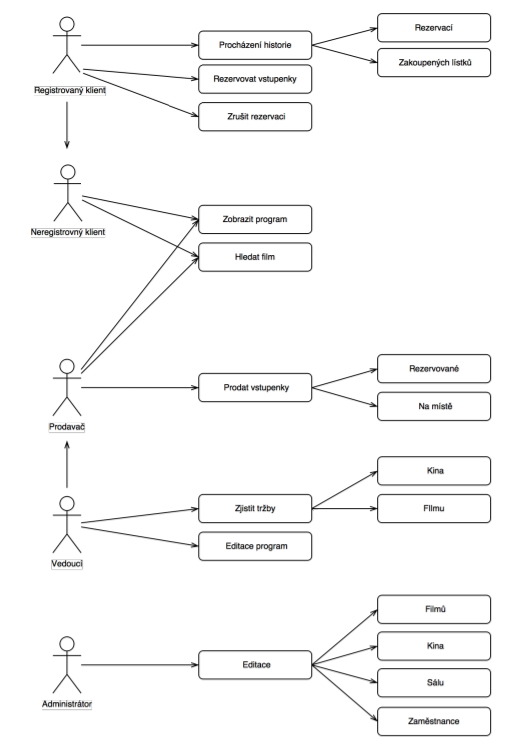 Rezervací
Procházení historie
Zakoupených lístků
Rezervovat vstupenky
Registrovaný klient
Zrušit rezervaci
Zobrazit program
Neregistrovný klient
Hledat film
Rezervované
Prodat vstupenky
Na místě
Prodavač
Kina
Zjistit tržby
FIlmu
Editace program
Vedoucí
Filmů
Kina
Editace
Sálu
Administrátor
Zaměstnance